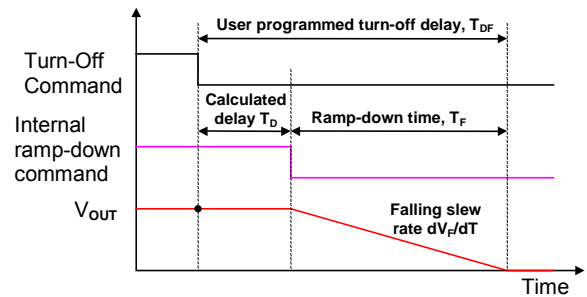 User programmed turn-off delay, TDF
Turn-Off
Command
Calculated
delay TD
Ramp-down time, TF
Internal
ramp-down
command
VOUT
Falling slew
rate dVF/dT
Time